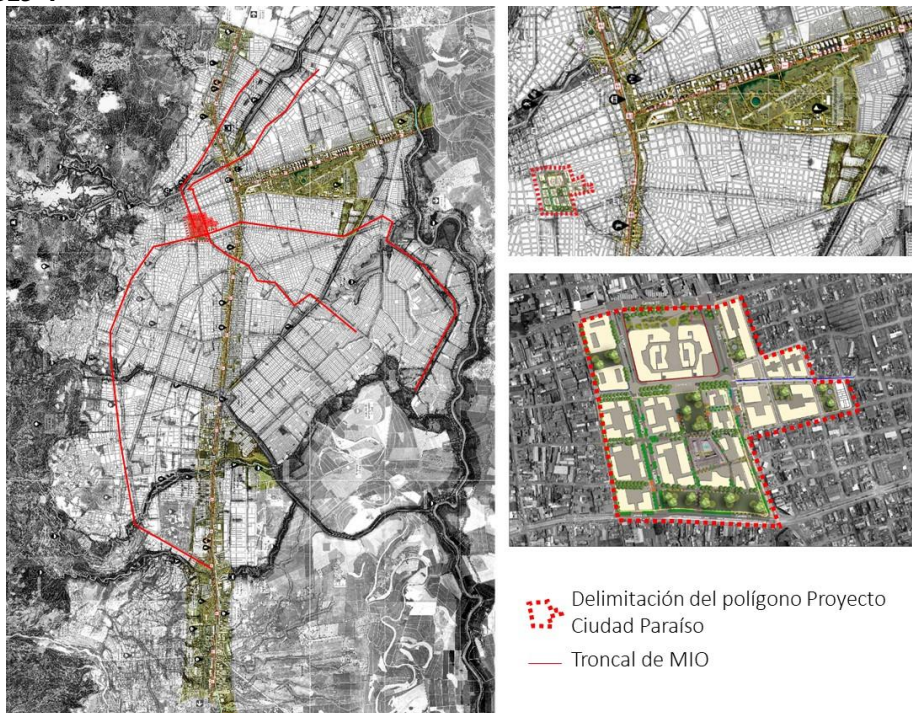 Delimitación del polígono Proyecto
Ciudad Paraíso
Troncal de MIO